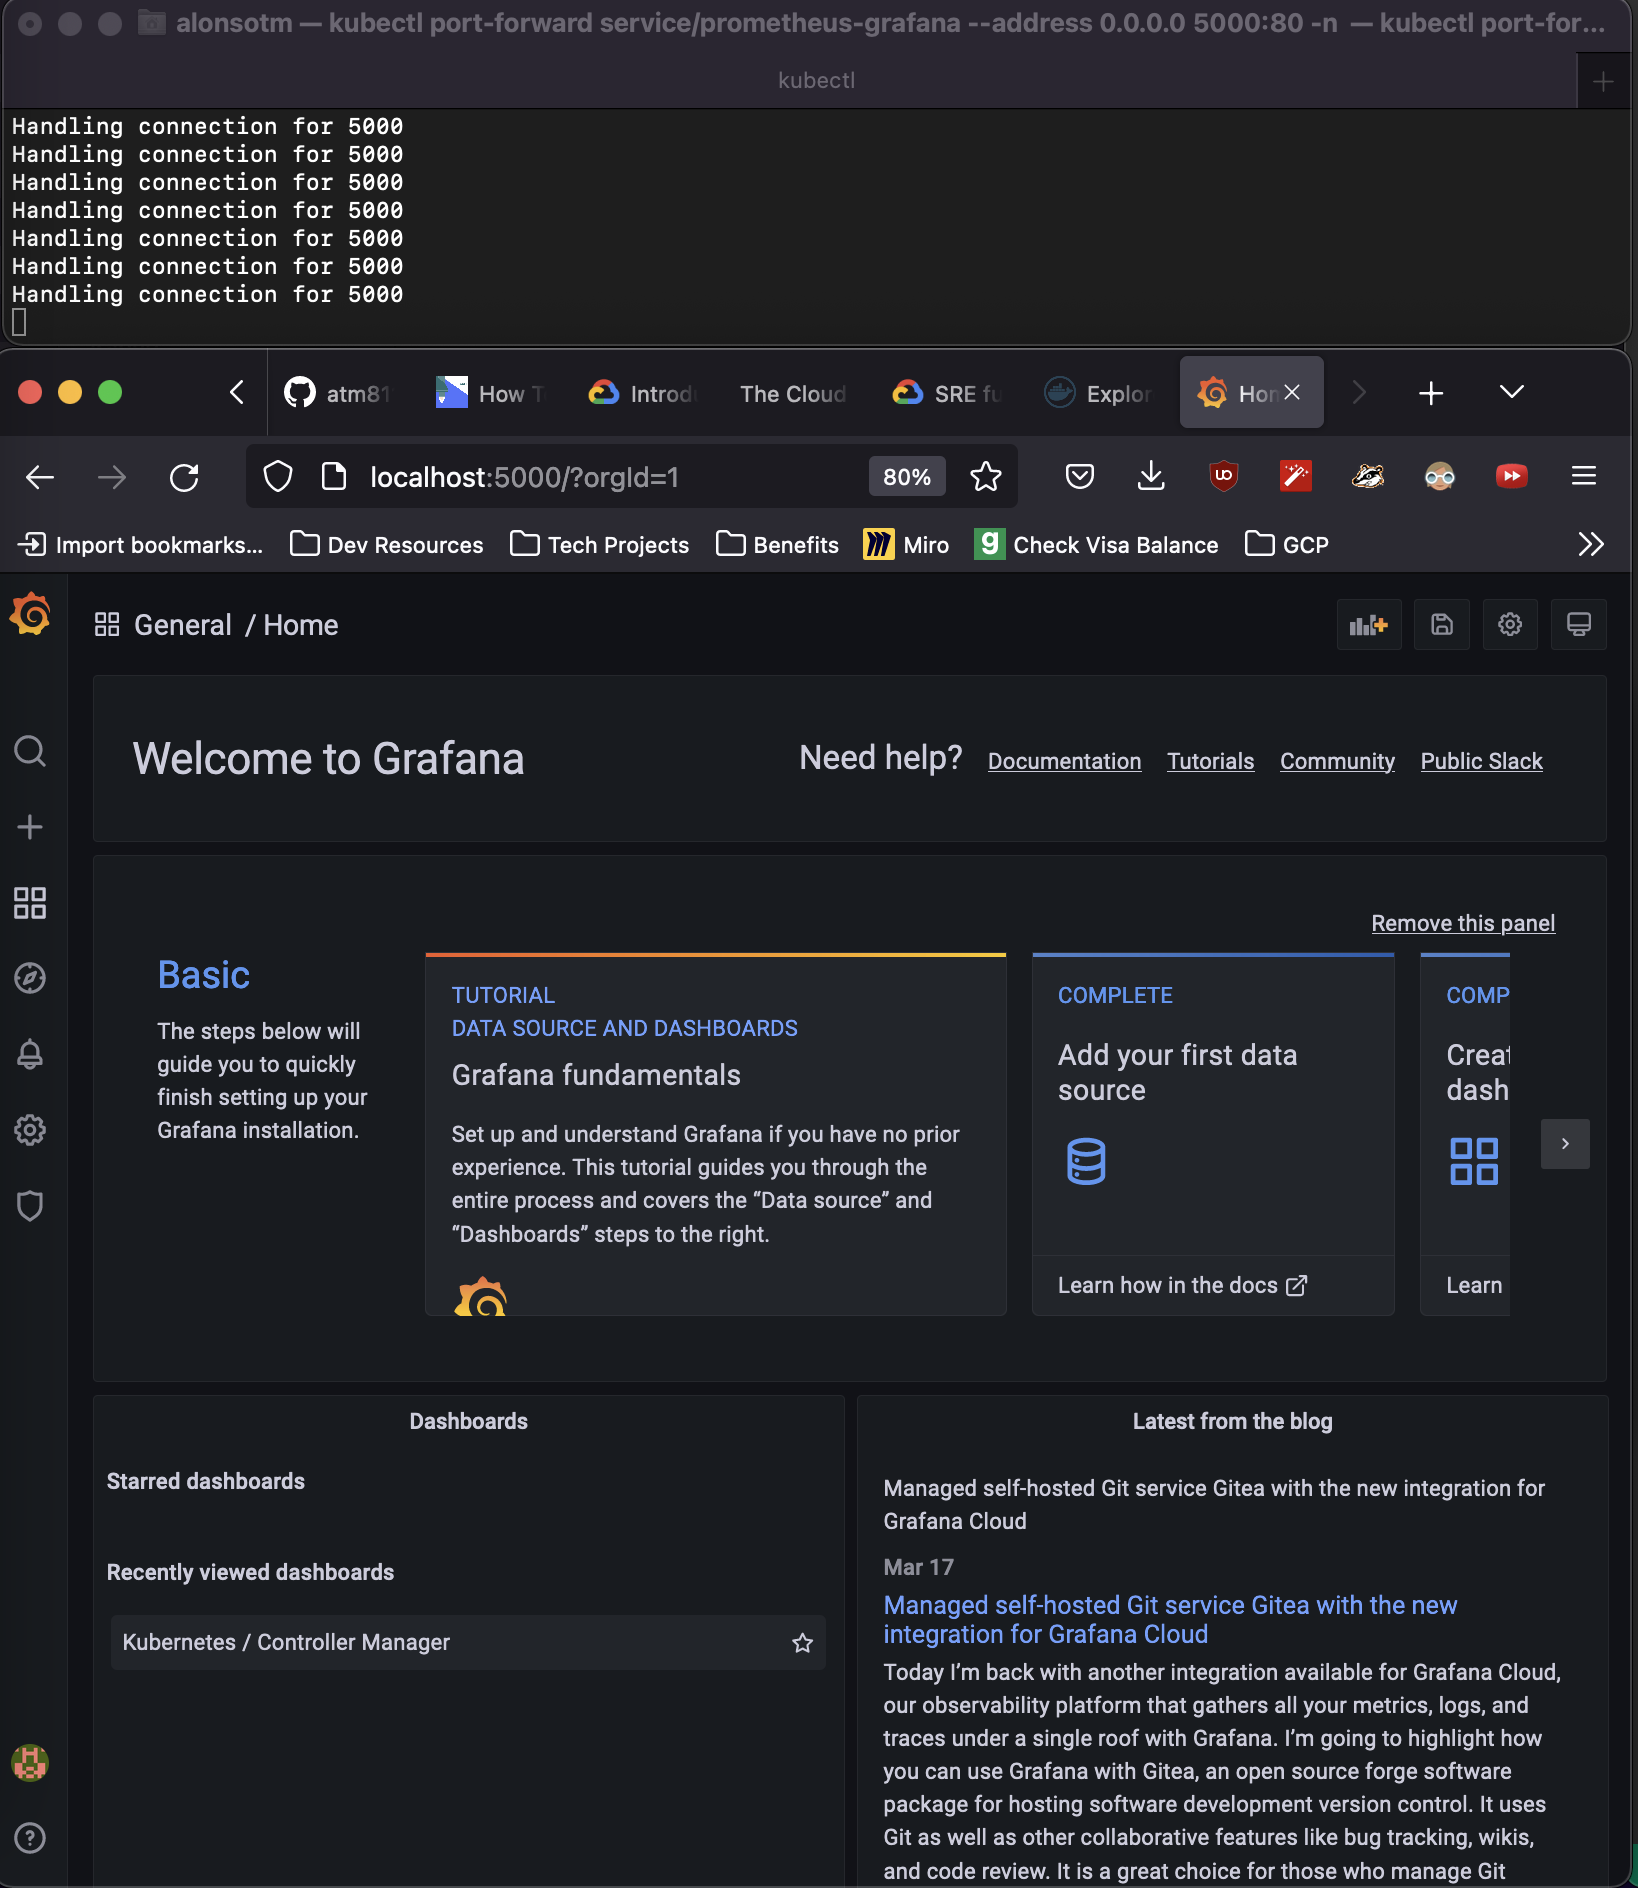 alonsotm — kubectl port-forward service/prometheus-grafana --address 0.0.0.0 5000:80 -n — kubectl port-for...
kubectl
Handling connection for 5000
Handling connection for 5000
Handling connection for 5000
Handling connection for 5000
Handling connection for 5000
Handling connection for 5000
Handling connection for 5000
atm81 How T Introd The Cloud SRE fu Explor Hom
localhost:5000/?orgId=1 80%
Import bookmarks... Dev Resources Tech Projects Benefits Miro Check Visa Balance GCP
General / Home
Welcome to Grafana
Need help? Documentation Tutorials Community Public Slack
Remove this panel
Basic
The steps below will
guide you to quickly
finish setting up your
Grafana installation.
TUTORIAL
DATA SOURCE AND DASHBOARDS
Grafana fundamentals
Set up and understand Grafana if you have no prior
experience. This tutorial guides you through the
entire process and covers the “Data source” and
“Dashboards” steps to the right.
COMPLETE
Add your first data
source
Learn how in the docs
COMP
Creat
dash
Learn
Dashboards
Starred dashboards
Recently viewed dashboards
Kubernetes / Controller Manager
Latest from the blog
Managed self-hosted Git service Gitea with the new integration for
Grafana Cloud
Mar 17
Managed self-hosted Git service Gitea with the new
integration for Grafana Cloud
Today I’m back with another integration available for Grafana Cloud,
our observability platform that gathers all your metrics, logs, and
traces under a single roof with Grafana. I’m going to highlight how
you can use Grafana with Gitea, an open source forge software
package for hosting software development version control. It uses
Git as well as other collaborative features like bug tracking, wikis,
and code review. It is a great choice for those who manage Git